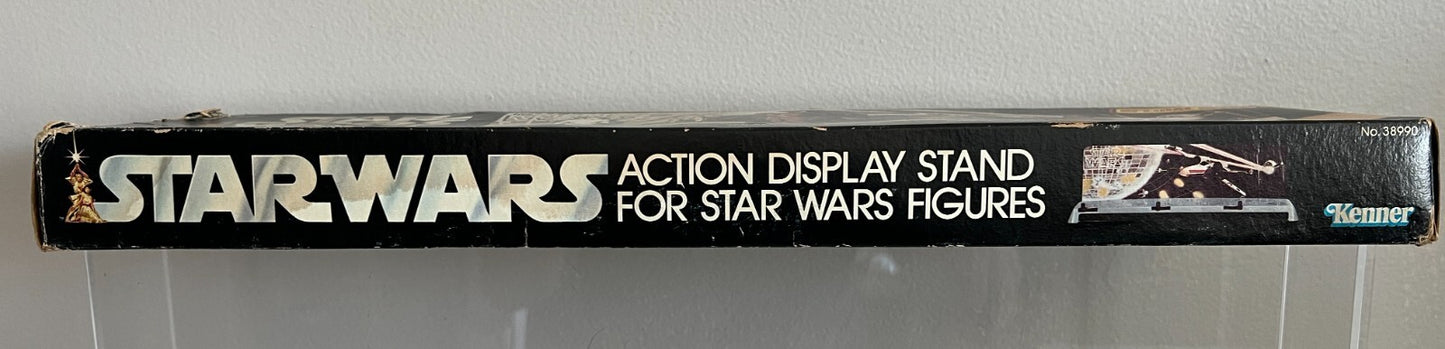 STAR WARS
ACTION DISPLAY STAND
FOR STAR WARS FIGURES
No. 38990
Kenner